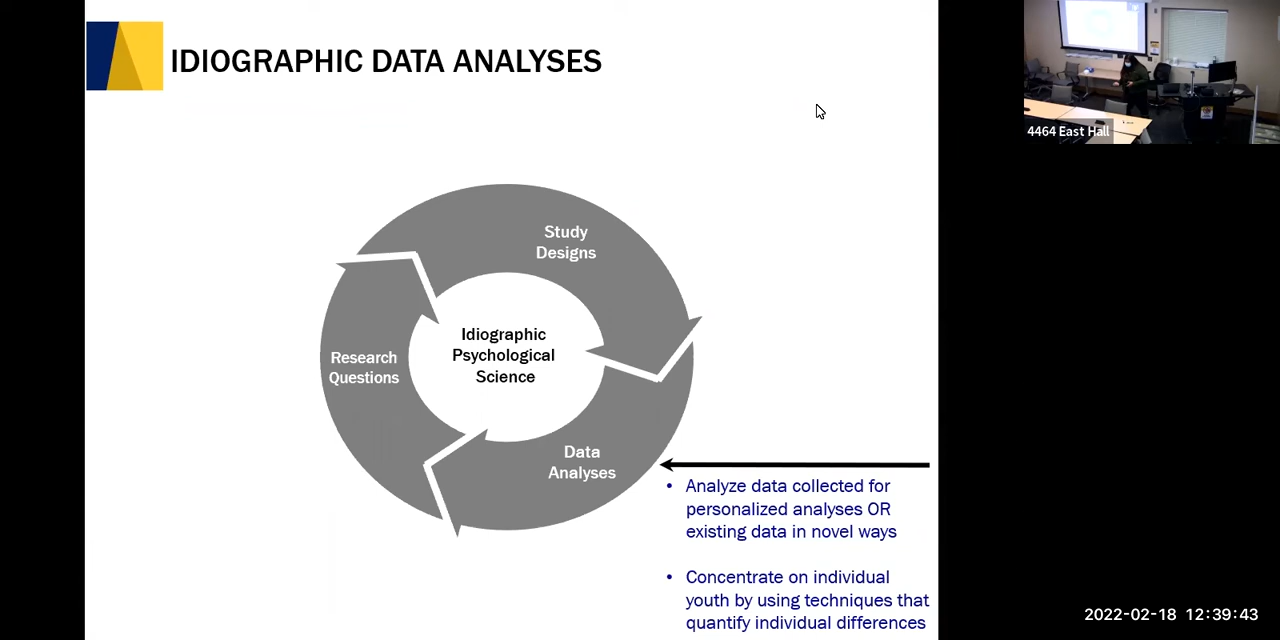 IDIOGRAPHIC DATA ANALYSES
4464 East Hall
Study
Designs
Idiographic
Psychological
Science
Research
Questions
Data
Analyses
• Analyze data collected for
personalized analyses OR
existing data in novel ways
• Concentrate on individual
youth by using techniques that
quantify individual differences
2022-02-18 12:39:43